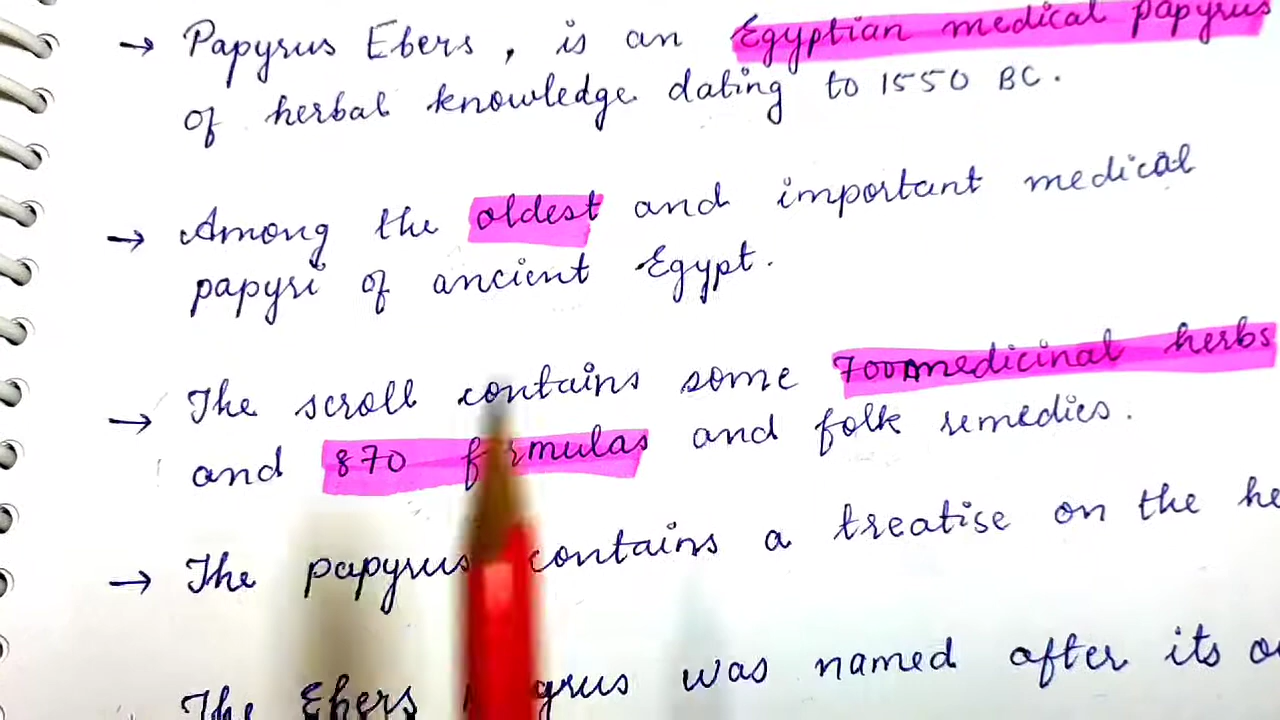 → Papyrus Ebers, is an Egyptian medical papyrus
of herbal knowledge dating to 1550 BC.
→ Among the oldest and important medical
papyri of ancient Egypt.
→ The scroll contains some 700 medicinal herbs
and 870 formulas and folk remedies.
→ The papyrus contains a treatise on the he
The Ebers was named after its